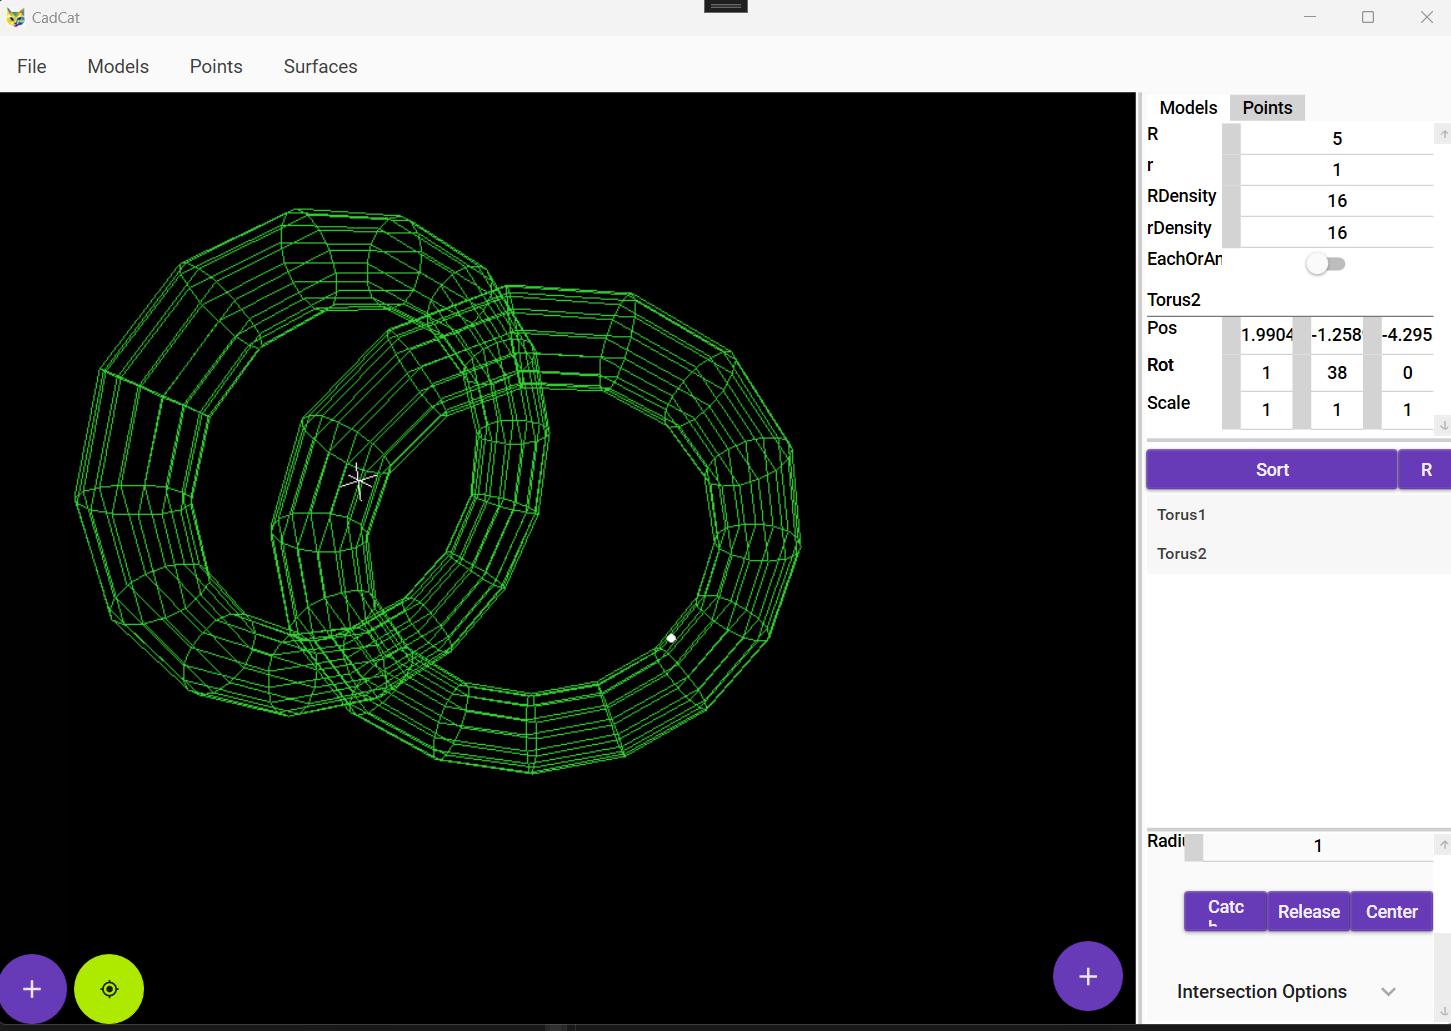 CadCat
File Models Points Surfaces
Models Points
R 5
r 1
RDensity 16
rDensity 16
EachOrAn
Torus2
Pos 1.9904 -1.258 -4.295
Rot 1 38 0
Scale 1 1 1
Sort R
Torus1
Torus2
Radi 1
Catc
h
Release Center
Intersection Options